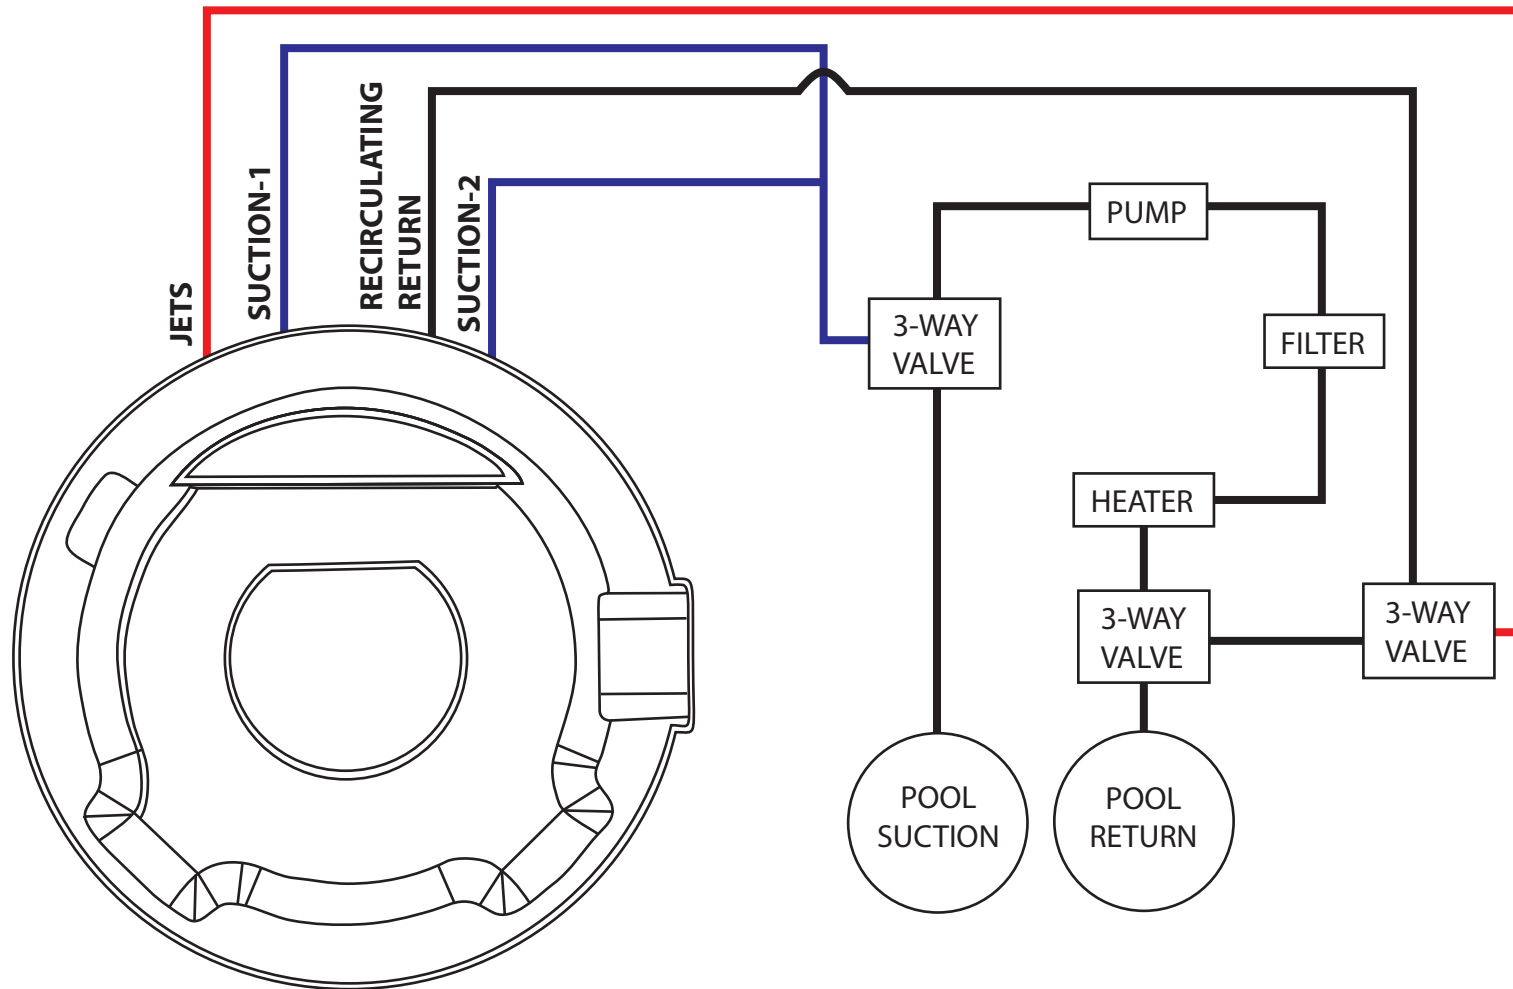 JETS
SUCTION-1
RECIRCULATING
RETURN
SUCTION-2
PUMP
3-WAY
VALVE
FILTER
HEATER
3-WAY
VALVE
3-WAY
VALVE
POOL
SUCTION
POOL
RETURN